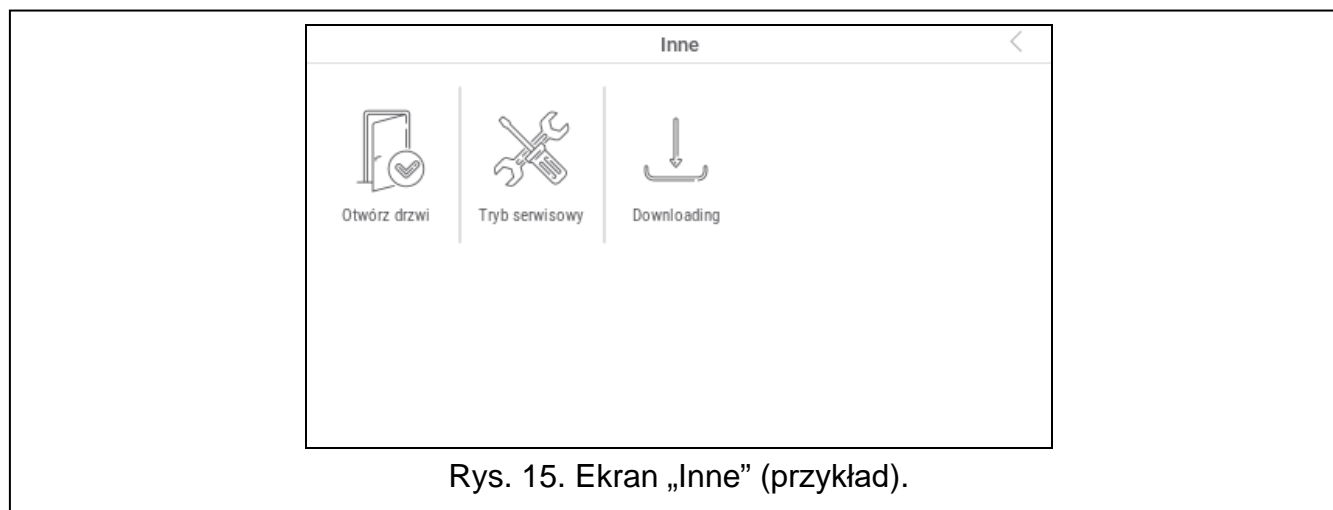 Inne
Otwórz drzwi Tryb serwisowy Downloading
Rys. 15. Ekran „Inne” (przykład).